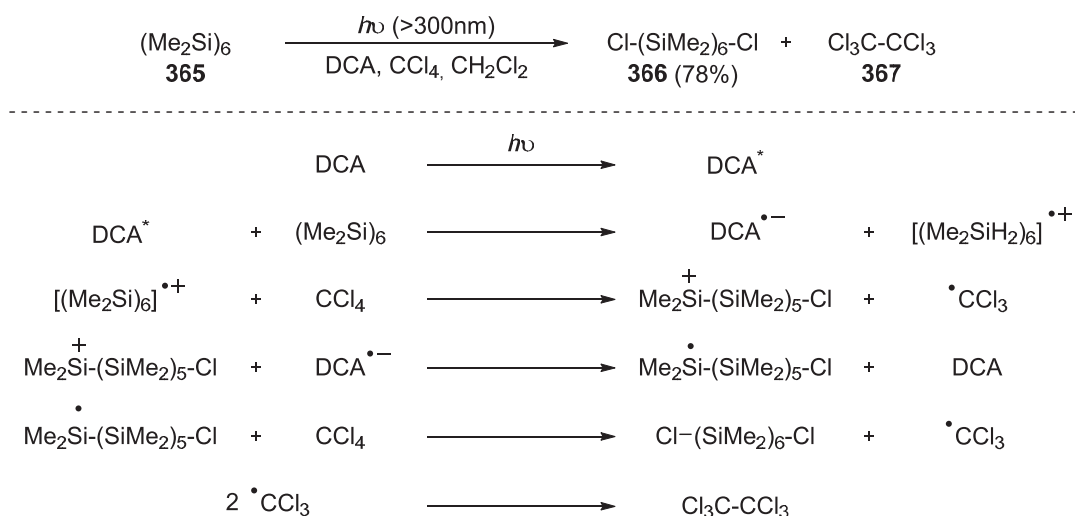 (Me₂Si)₆ hυ (>300nm) Cl-(SiMe₂)₆-Cl + Cl₃C-CCl₃
365 DCA, CCl₄, CH₂Cl₂ 366 (78%) 367
DCA hυ DCA*
DCA* + (Me₂Si)₆ DCA•− + [(Me₂SiH₂)₆]•+
[(Me₂Si)₆]•+ + CCl₄ Me₂Si⁺-(SiMe₂)₅-Cl + •CCl₃
Me₂Si⁺-(SiMe₂)₅-Cl + DCA•− Me₂Si•-(SiMe₂)₅-Cl + DCA
Me₂Si•-(SiMe₂)₅-Cl + CCl₄ Cl−(SiMe₂)₆-Cl + •CCl₃
2 •CCl₃ Cl₃C-CCl₃